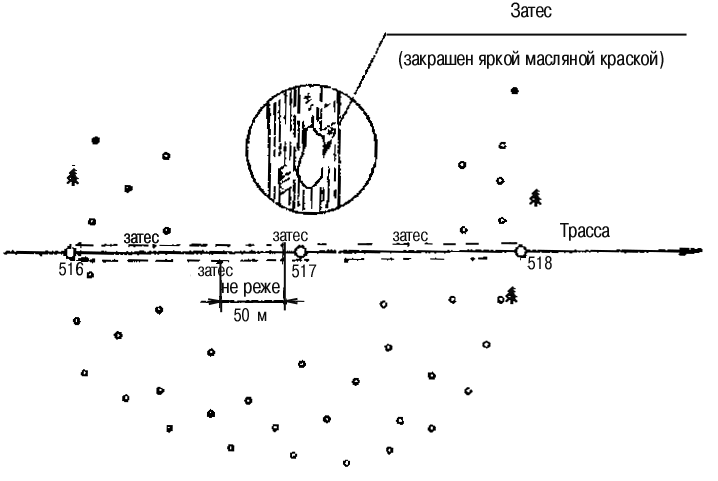 Затес
(закрашен яркой масляной краской)
затес
затес
затес
Трасса
516
затес
517
518
не реже
50 м